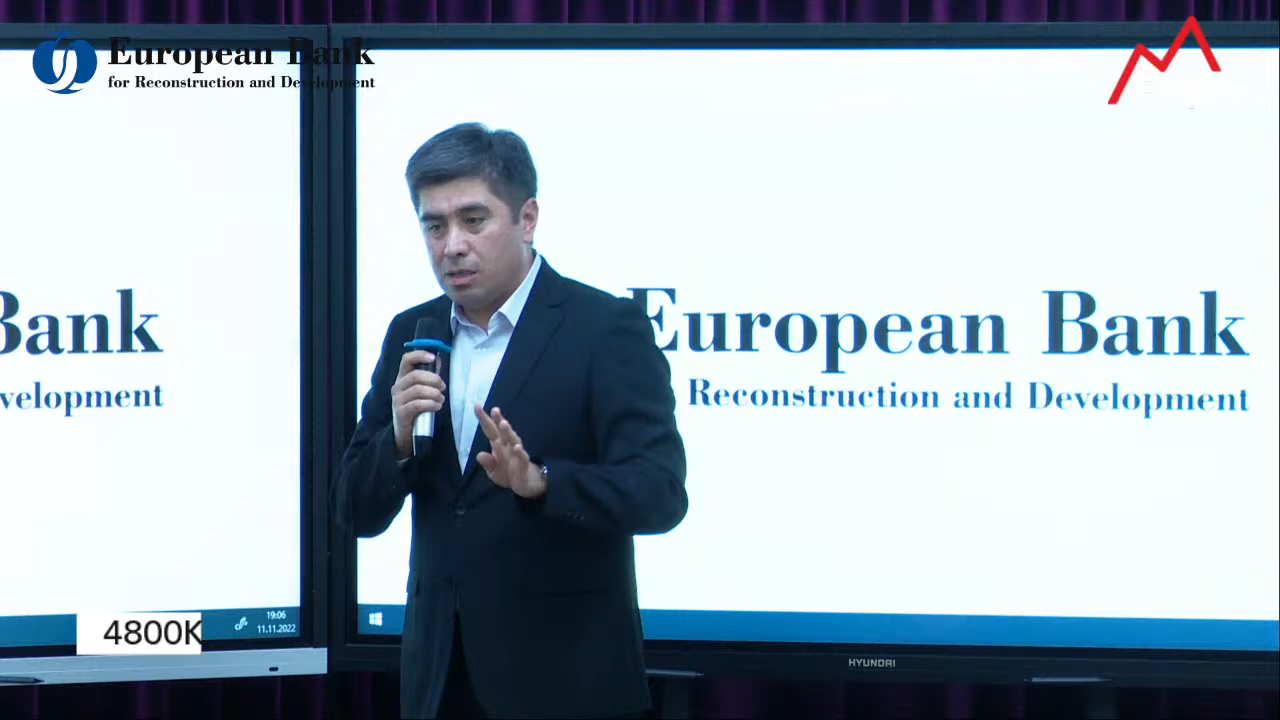 European Bank
for Reconstruction and Development
Bank
velopment
European Bank
Reconstruction and Development
4800K
19:06
11.11.2022
HYUNDAI